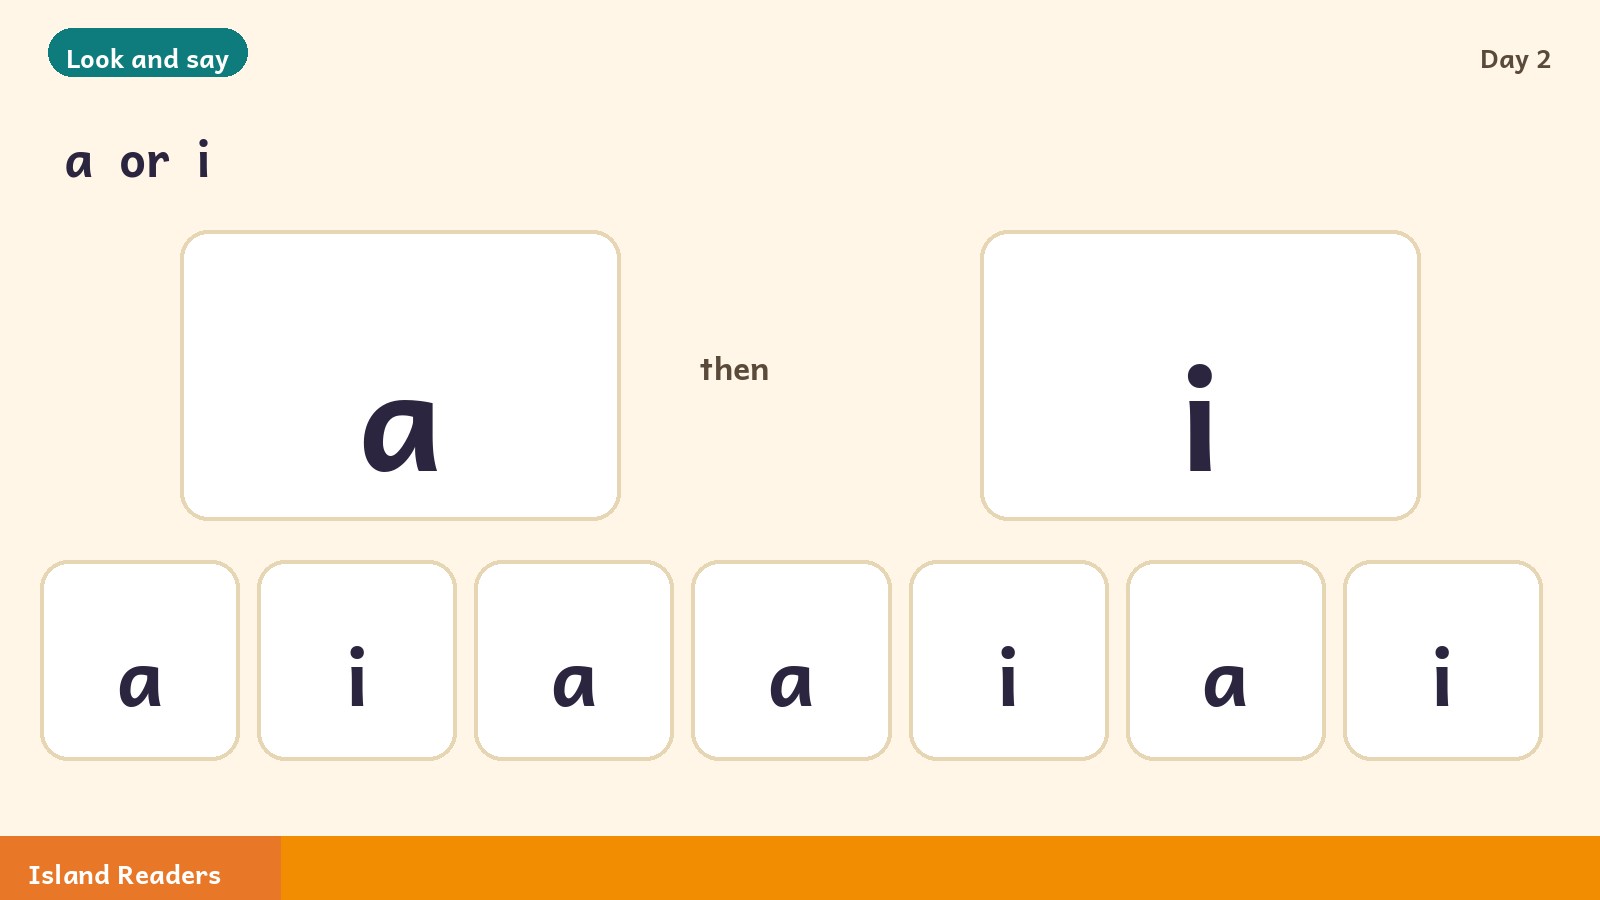 Look and say
Day 2
a or i
a then i
a i a a i a i
Island Readers